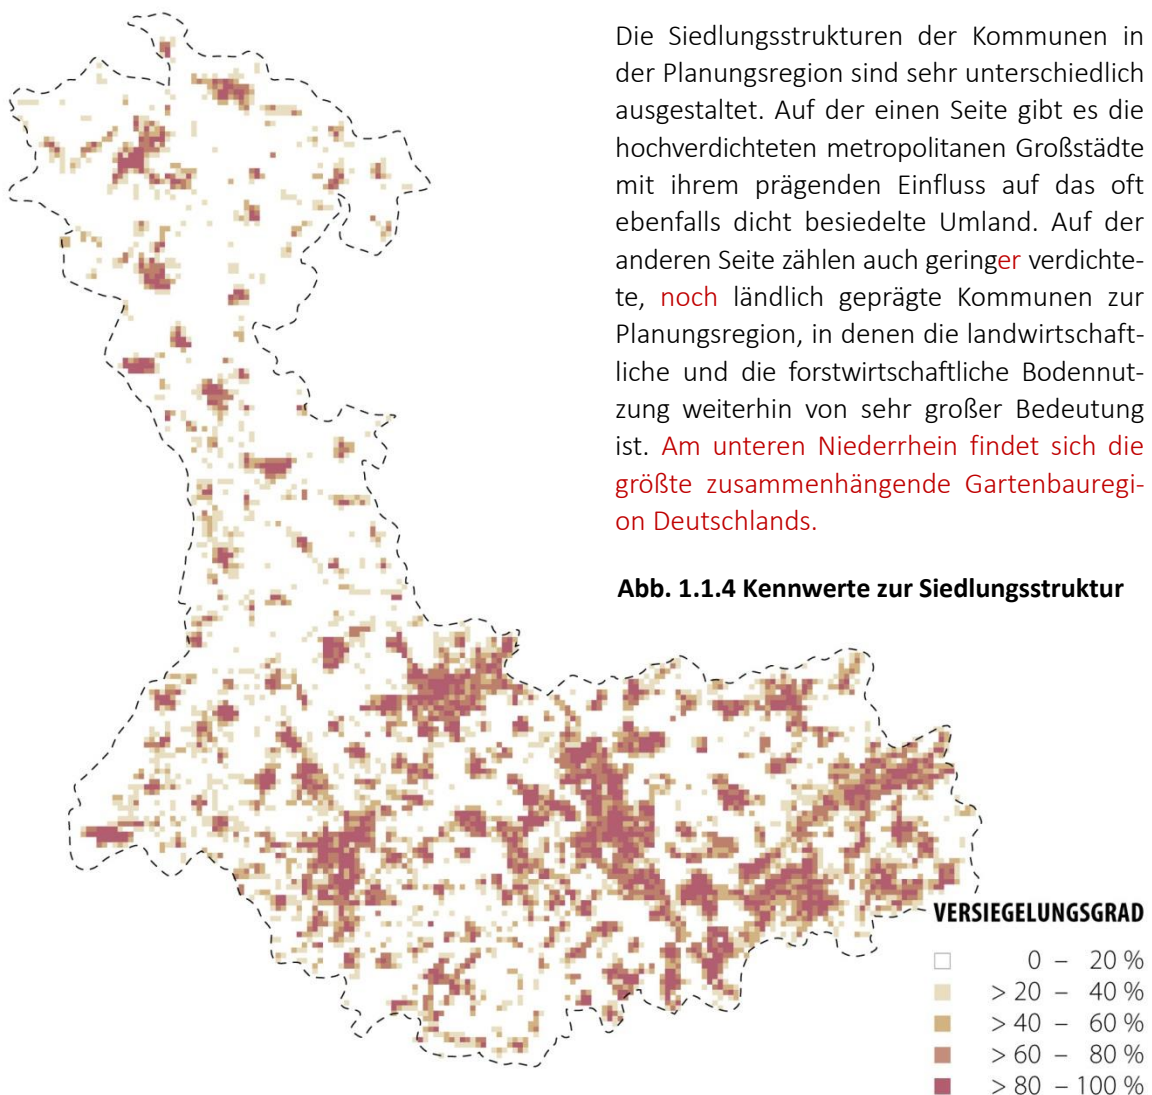 Die Siedlungsstrukturen der Kommunen in
der Planungsregion sind sehr unterschiedlich
ausgestaltet. Auf der einen Seite gibt es die
hochverdichteten metropolitanen Großstädte
mit ihrem prägenden Einfluss auf das oft
ebenfalls dicht besiedelte Umland. Auf der
anderen Seite zählen auch geringer verdichte-
te, noch ländlich geprägte Kommunen zur
Planungsregion, in denen die landwirtschaft-
liche und die forstwirtschaftliche Bodennut-
zung weiterhin von sehr großer Bedeutung
ist. Am unteren Niederrhein findet sich die
größte zusammenhängende Gartenbauregi-
on Deutschlands.
Abb. 1.1.4 Kennwerte zur Siedlungsstruktur
VERSIEGELUNGSGRAD
0 – 20 %
> 20 – 40 %
> 40 – 60 %
> 60 – 80 %
> 80 – 100 %